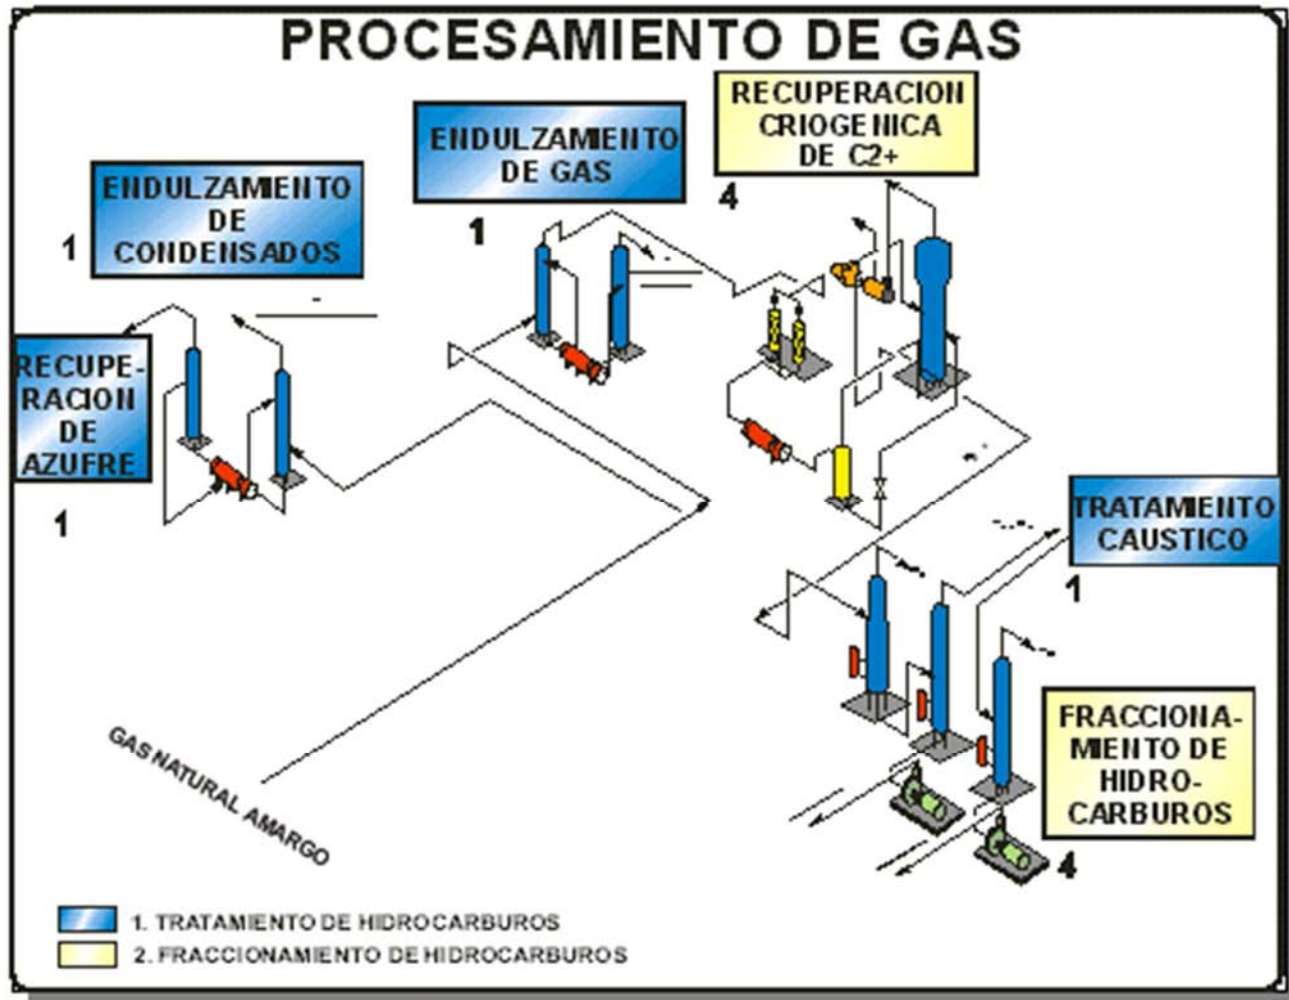 PROCESAMIENTO DE GAS
RECUPERACION
CRIOGENICA
DE C2+
4
ENDULZAMIENTO
DE GAS
1
ENDULZAMIENTO
DE
CONDENSADOS
1
RECUPE-
RACION
DE
AZUFRE
1
TRATAMIENTO
CAUSTICO
1
FRACCIONA-
MIENTO DE
HIDRO-
CARBUROS
4
GAS NATURAL AMARGO
1. TRATAMIENTO DE HIDROCARBUROS
2. FRACCIONAMIENTO DE HIDROCARBUROS